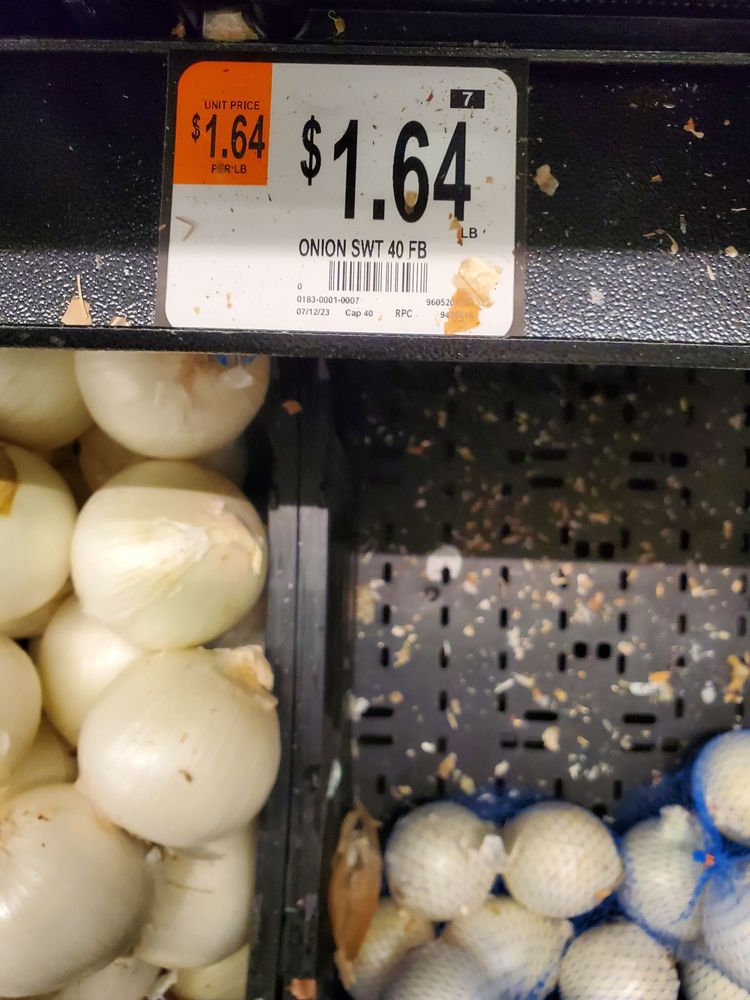 7
UNIT PRICE
$1.64
PER LB
$1.64
LB
ONION SWT 40 FB
0
0183-0001-0007
07/12/23 Cap 40 RPC